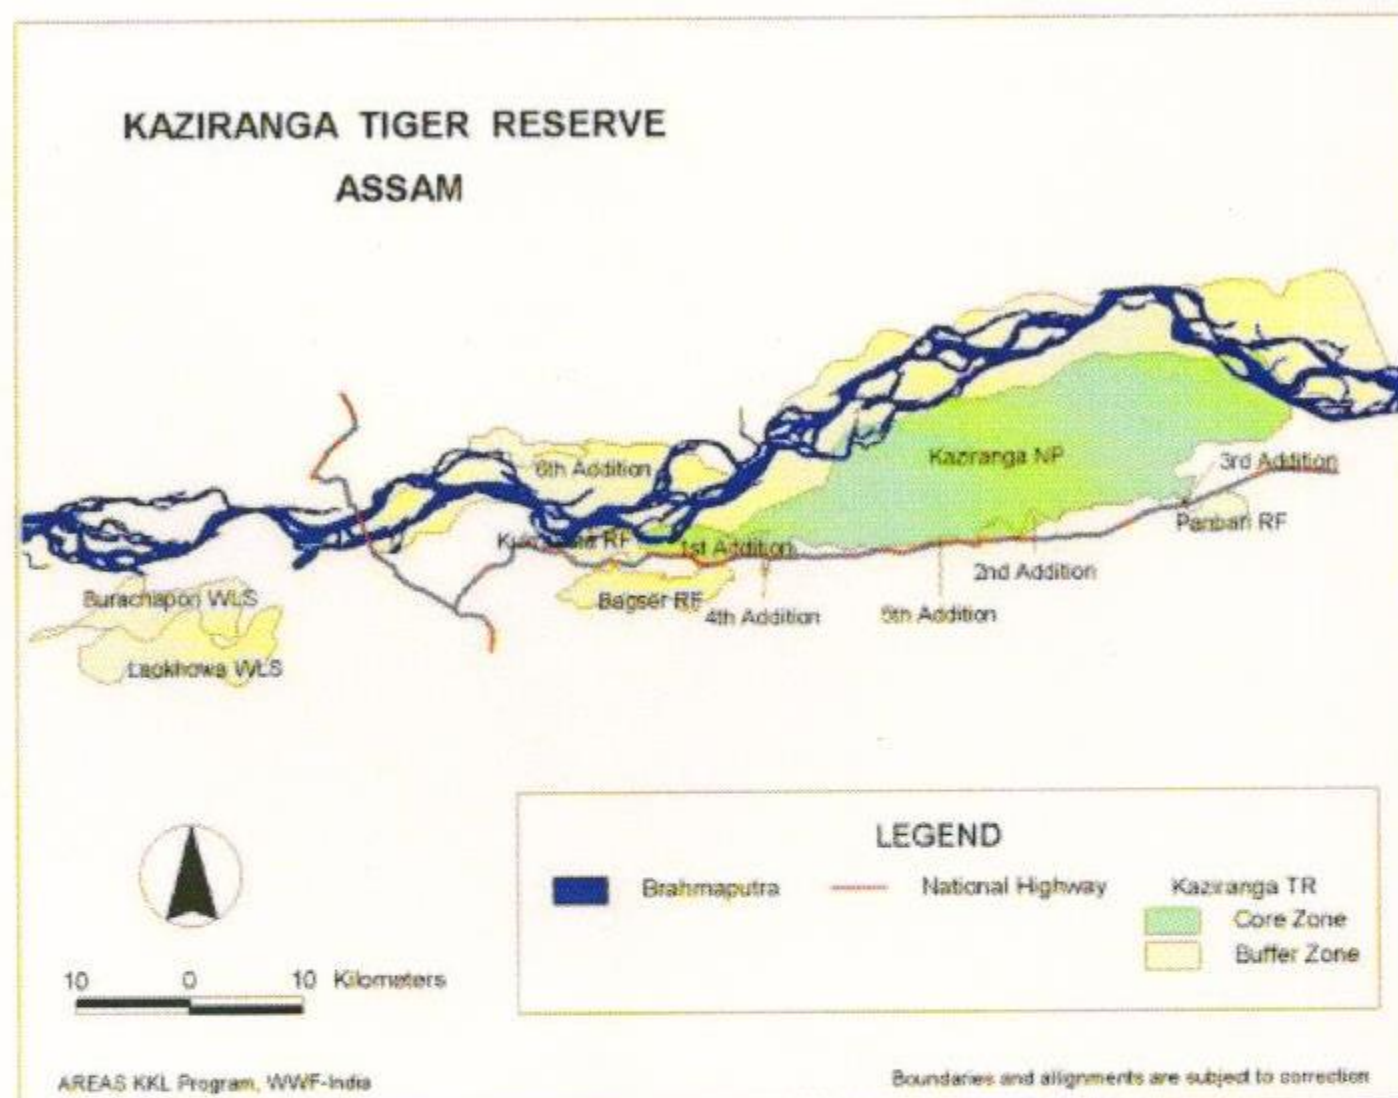 KAZIRANGA TIGER RESERVE
ASSAM
6th Addition
Kaziranga NP
3rd Addition
RF
1st Addition
Panbari RF
2nd Addition
Burachapori WLS
Bagser RF
4th Addition
5th Addition
Laokhowa WLS
LEGEND
Brahmaputra
National Highway
Kaziranga TR
Core Zone
Buffer Zone
10 0 10 Kilometers
AREAS KKL Program, WWF-India
Boundaries and allignments are subject to correction